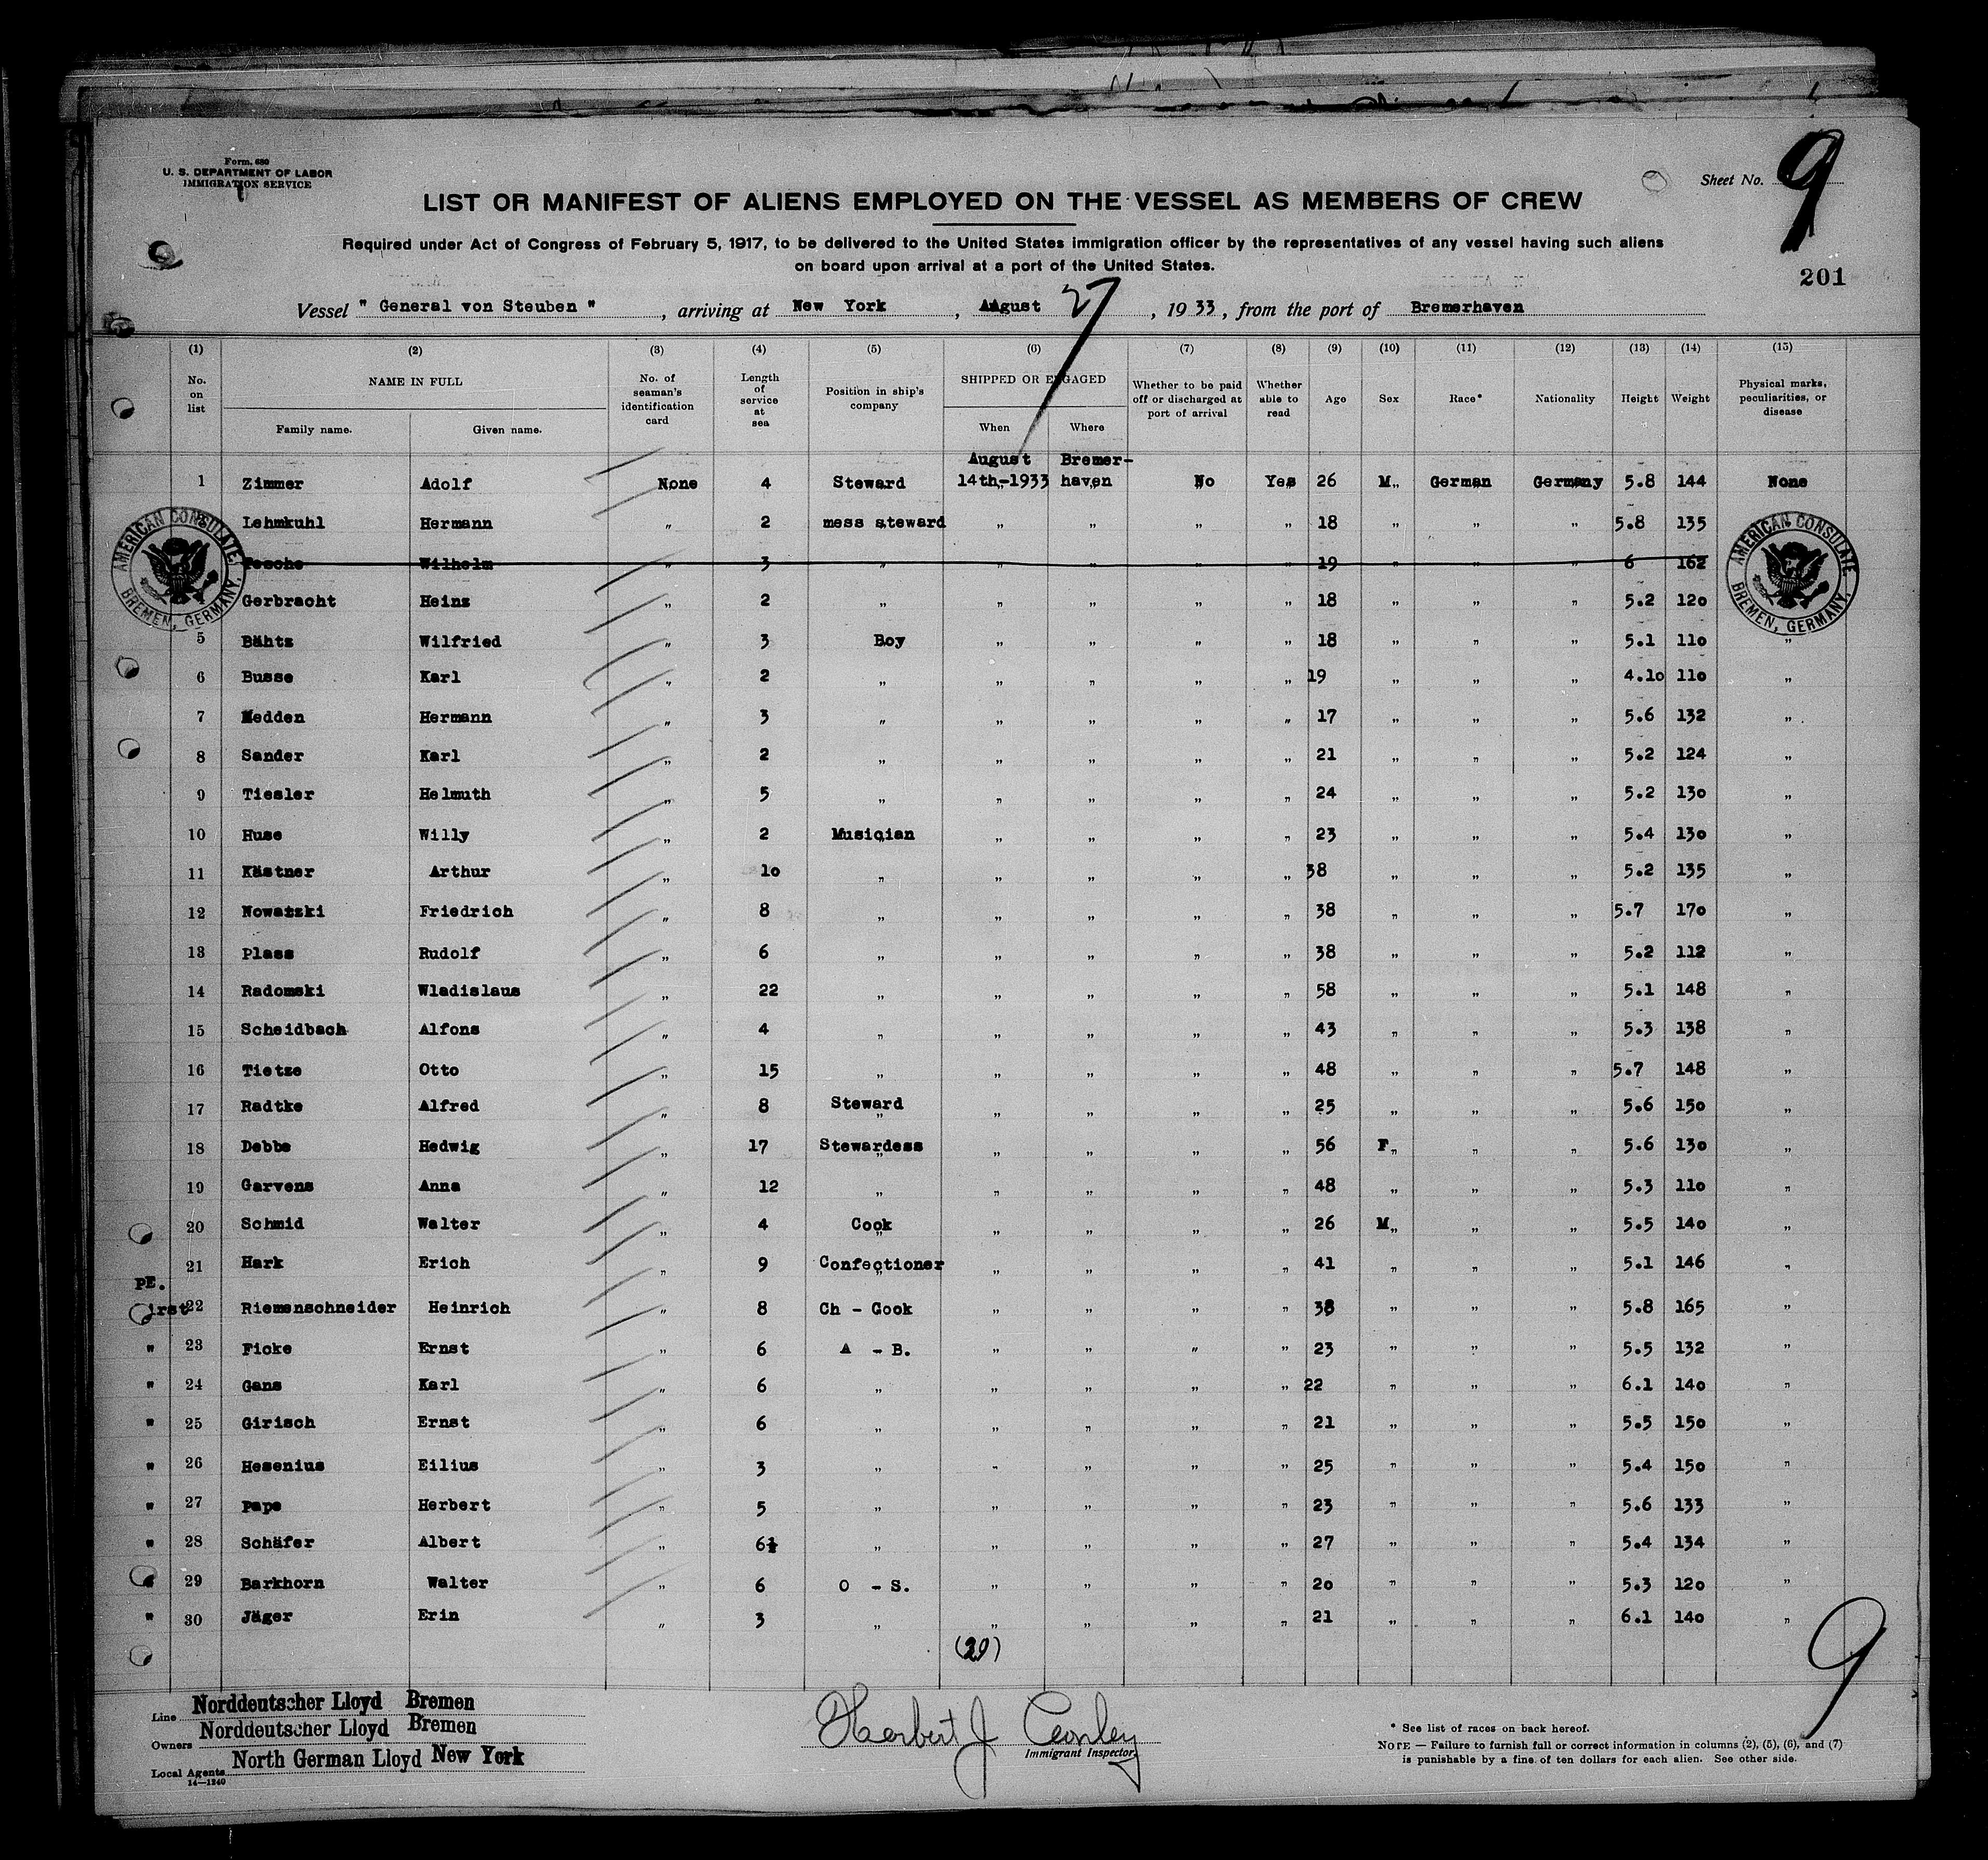 Form. 680
U. S. DEPARTMENT OF LABOR
IMMIGRATION SERVICE
Sheet No. 9
LIST OR MANIFEST OF ALIENS EMPLOYED ON THE VESSEL AS MEMBERS OF CREW
Required under Act of Congress of February 5, 1917, to be delivered to the United States immigration officer by the representatives of any vessel having such aliens
on board upon arrival at a port of the United States.
201
Vessel " General von Steuben " , arriving at New York , August 27 , 1933 , from the port of Bremerhaven
(1) (2) (3) (4) (5) (6) (7) (8) (9) (10) (11) (12) (13) (14) (15)
No. on list NAME IN FULL Family name. Given name. No. of seaman's identification card Length of service at sea Position in ship's company SHIPPED OR ENGAGED When Where Whether to be paid off or discharged at port of arrival Whether able to read Age Sex Race* Nationality Height Weight Physical marks, peculiarities, or disease
August Bremer-
1 Zimmer Adolf None 4 Steward 14th-1933 haven No Yes 26 M German Germany 5.8 144 None
Lehmkuhl Hermann " 2 mess steward " " " " 18 " " " 5.8 135
Wilhelm " 3 " " " " " 19 " " " 6 162
Gerbracht Heinz " 2 " " " " " 18 " " " 5.2 120
5 Bähtz Wilfried " 3 Boy " " " " 18 " " " 5.1 110 "
6 Busse Karl " 2 " " " " " 19 " " " 4.10 110 "
7 Medden Hermann " 3 " " " " " 17 " " " 5.6 132 "
8 Sander Karl " 2 " " " " " 21 " " " 5.2 124 "
9 Tiesler Helmuth " 5 " " " " " 24 " " " 5.2 130 "
10 Huse Willy " 2 Musician " " " " 23 " " " 5.4 130 "
11 Kästner Arthur " 10 " " " " " 38 " " " 5.2 135 "
12 Nowatzki Friedrich " 8 " " " " " 38 " " " 5.7 170 "
13 Plass Rudolf " 6 " " " " " 38 " " " 5.2 112 "
14 Radomski Wladislaus " 22 " " " " " 58 " " " 5.1 148 "
15 Scheidbach Alfons " 4 " " " " " 43 " " " 5.3 138 "
16 Tietze Otto " 15 " " " " " 48 " " " 5.7 148 "
17 Radtke Alfred " 8 Steward " " " " 25 " " " 5.6 150 "
18 Debbe Hedwig " 17 Stewardess " " " " 56 F " " 5.6 130 "
19 Garvens Anna " 12 " " " " " 48 " " " 5.3 110 "
20 Schmid Walter " 4 Cook " " " " 26 M " " 5.5 140 "
21 Hark Erich " 9 Confectioner " " " " 41 " " " 5.1 146 "
PE.
irst 22 Riemenschneider Heinrich " 8 Ch - Cook " " " " 38 " " " 5.8 165 "
" 23 Ficke Ernst " 6 A - B. " " " " 23 " " " 5.5 132 "
" 24 Gans Karl " 6 " " " " " 22 " " " 6.1 140 "
" 25 Girisch Ernst " 6 " " " " " 21 " " " 5.5 150 "
" 26 Hesenius Eilius " 3 " " " " " 25 " " " 5.4 150 "
" 27 Pape Herbert " 5 " " " " " 23 " " " 5.6 133 "
" 28 Schäfer Albert " 6½ " " " " " 27 " " " 5.4 134 "
" 29 Barkhorn Walter " 6 O - S. " " " " 20 " " " 5.3 120 "
" 30 Jäger Erin " 3 " " " " " 21 " " " 6.1 140 "
(29)
9
AMERICAN CONSULATE
BREMEN, GERMANY.
AMERICAN CONSULATE
BREMEN, GERMANY.
Line Norddeutscher Lloyd Bremen
Owners Norddeutscher Lloyd Bremen
Local Agents North German Lloyd New York
14—1240
Herbert J Conley
Immigrant Inspector.
* See list of races on back hereof.
NOTE — Failure to furnish full or correct information in columns (2), (5), (6), and (7)
is punishable by a fine of ten dollars for each alien. See other side.